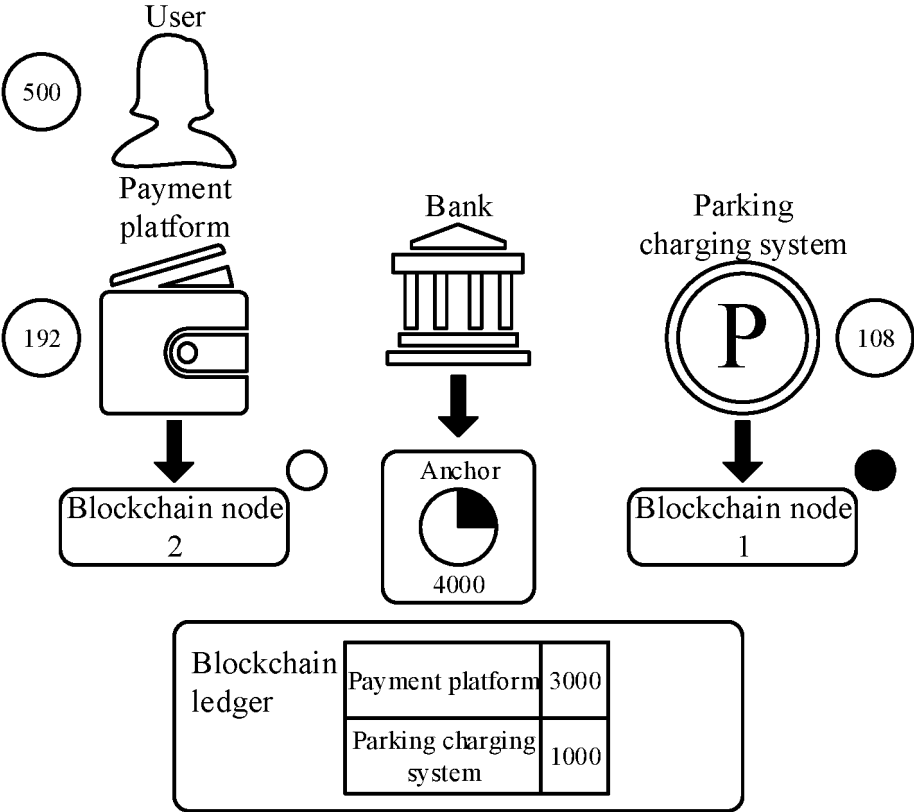 User
500
Payment
platform
192
Bank
Parking
charging system
P
108
Blockchain node
2
Anchor
4000
Blockchain node
1
Blockchain
ledger
Payment platform 3000
Parking charging
system 1000